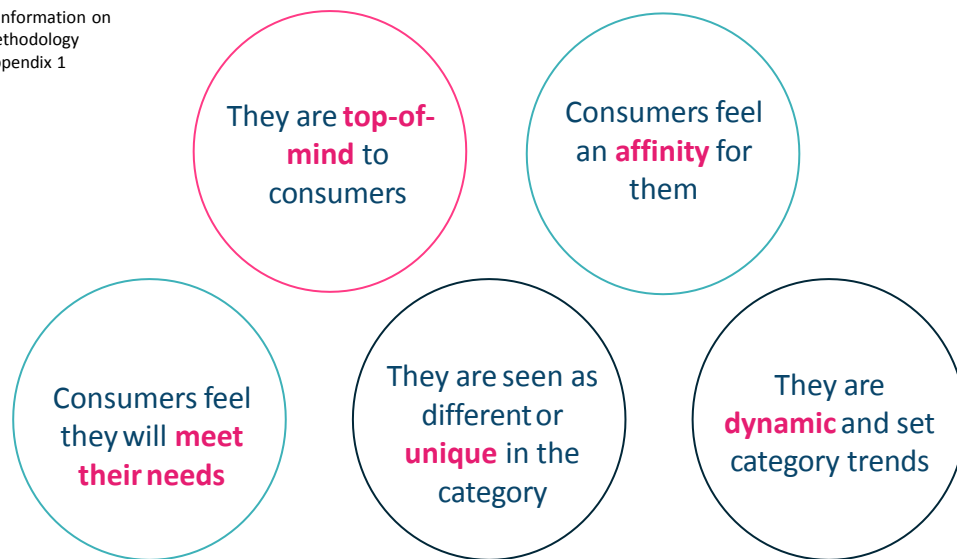 nformation on
ethodology
pendix 1
They are top-of-
mind to
consumers
Consumers feel
an affinity for
them
Consumers feel
they will meet
their needs
They are seen as
different or
unique in the
category
They are
dynamic and set
category trends